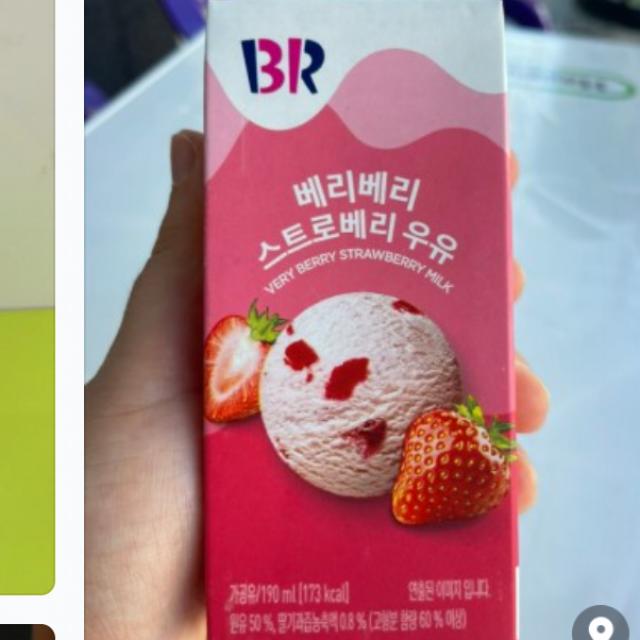 BR
베리베리
스트로베리 우유
VERY BERRY STRAWBERRY MILK
가공유/190 ml [173 kcal]
연출된 이미지 입니다.
원유 50 %, 딸기과즙농축액 0.8 % (고형분 함량 60 % 이상)